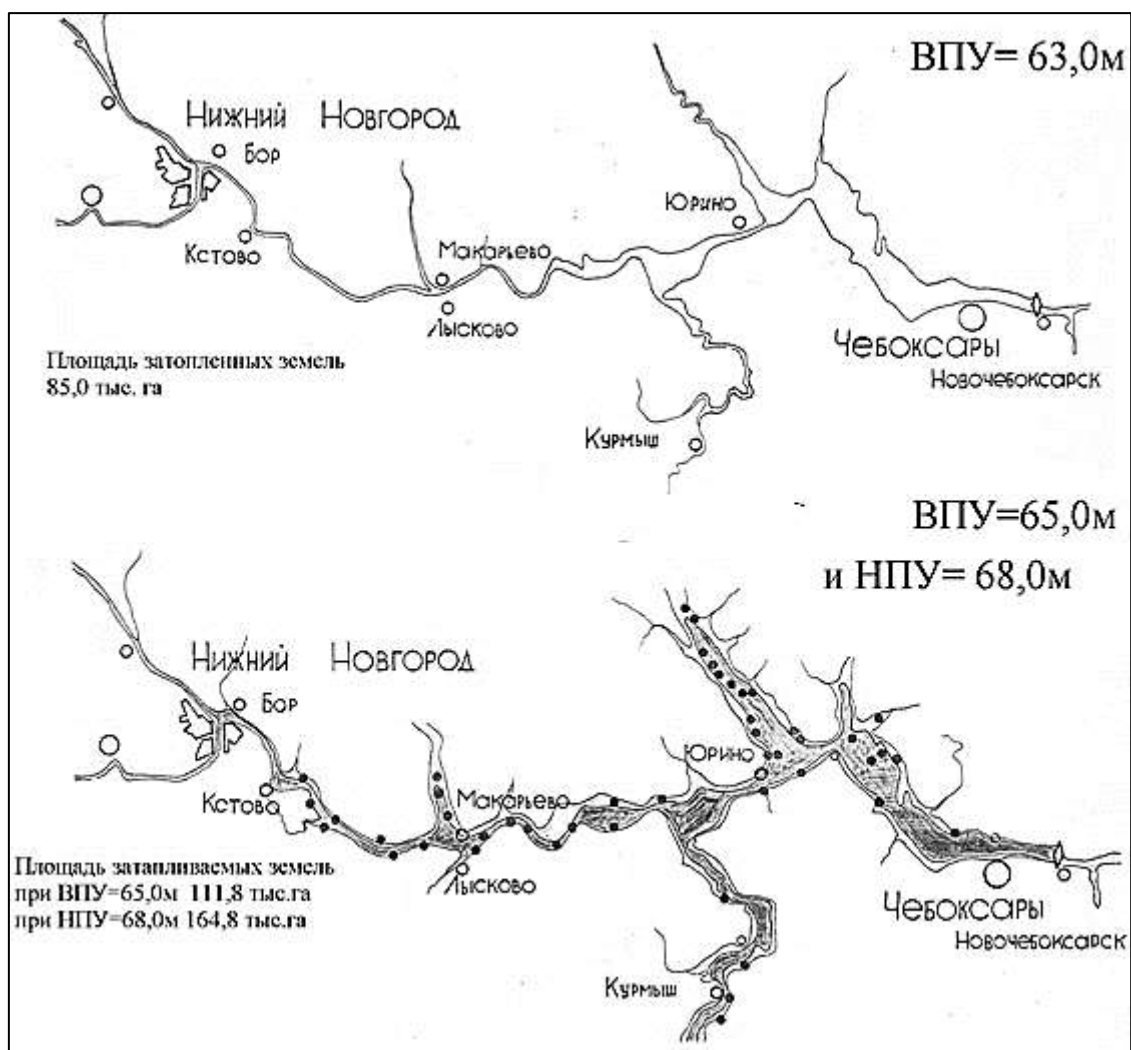 ВПУ= 63,0м
Нижний Новгород
Бор
Кстово
Макарьево
Лысково
Юрино
Чебоксары
Новочебоксарск
Курмыш
Площадь затопленных земель
85,0 тыс. га
ВПУ=65,0м
и НПУ= 68,0м
Нижний Новгород
Бор
Кстово
Макарьево
Лысково
Юрино
Чебоксары
Новочебоксарск
Курмыш
Площадь затапливаемых земель
при ВПУ=65,0м 111,8 тыс.га
при НПУ=68,0м 164,8 тыс.га